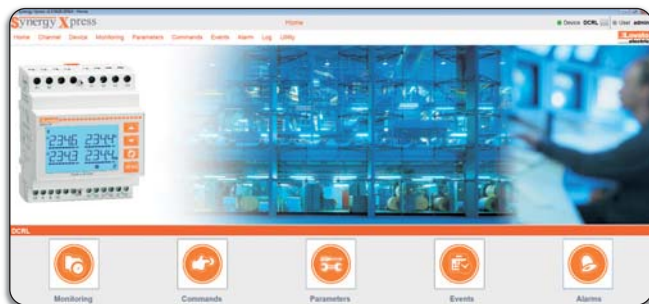 Synergy Xpress
Home
Device DCRL
User admin
Home Channel Device Monitoring Parameters Commands Events Alarm Log Utility
Lovato
electric
DCRL
Monitoring
Commands
Parameters
Events
Alarms